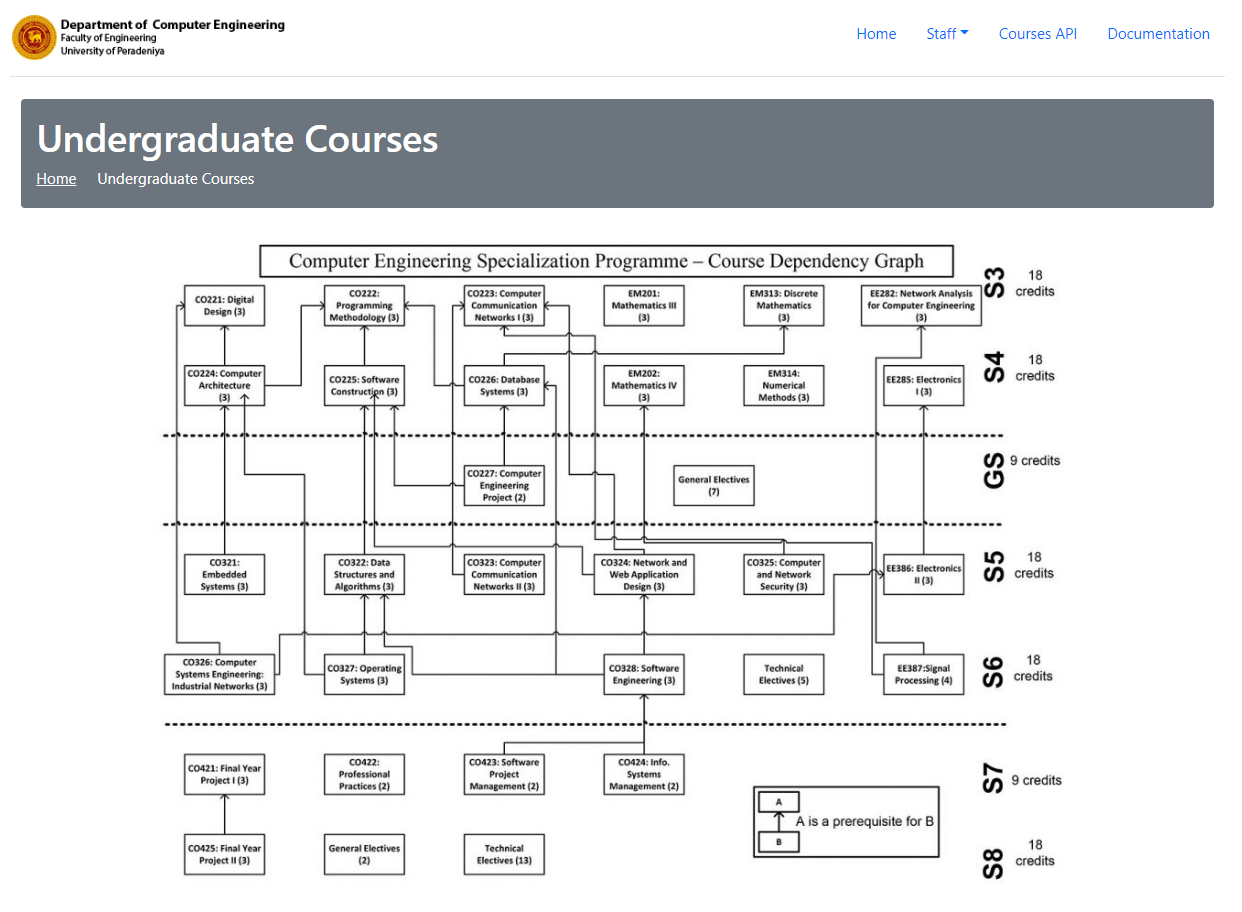 Department of Computer Engineering
Faculty of Engineering
University of Peradeniya
Home
Staff
Courses API
Documentation
Undergraduate Courses
Home
Undergraduate Courses
Computer Engineering Specialization Programme – Course Dependency Graph
CO221: Digital
Design (3)
CO222:
Programming
Methodology (3)
CO223: Computer
Communication
Networks I (3)
EM201:
Mathematics III
(3)
EM313: Discrete
Mathematics
(3)
EE282: Network Analysis
for Computer Engineering
(3)
S3
18
credits
CO224: Computer
Architecture
(3)
CO225: Software
Construction (3)
CO226: Database
Systems (3)
EM202:
Mathematics IV
(3)
EM314:
Numerical
Methods (3)
EE285: Electronics
I (3)
S4
18
credits
CO227: Computer
Engineering
Project (2)
General Electives
(7)
GS
9 credits
CO321:
Embedded
Systems (3)
CO322: Data
Structures and
Algorithms (3)
CO323: Computer
Communication
Networks II (3)
CO324: Network and
Web Application
Design (3)
CO325: Computer
and Network
Security (3)
EE386: Electronics
II (3)
S5
18
credits
CO326: Computer
Systems Engineering:
Industrial Networks (3)
CO327: Operating
Systems (3)
CO328: Software
Engineering (3)
Technical
Electives (5)
EE387:Signal
Processing (4)
S6
18
credits
CO421: Final Year
Project I (3)
CO422:
Professional
Practices (2)
CO423: Software
Project
Management (2)
CO424: Info.
Systems
Management (2)
S7
9 credits
A
A is a prerequisite for B
B
CO425: Final Year
Project II (3)
General Electives
(2)
Technical
Electives (13)
S8
18
credits